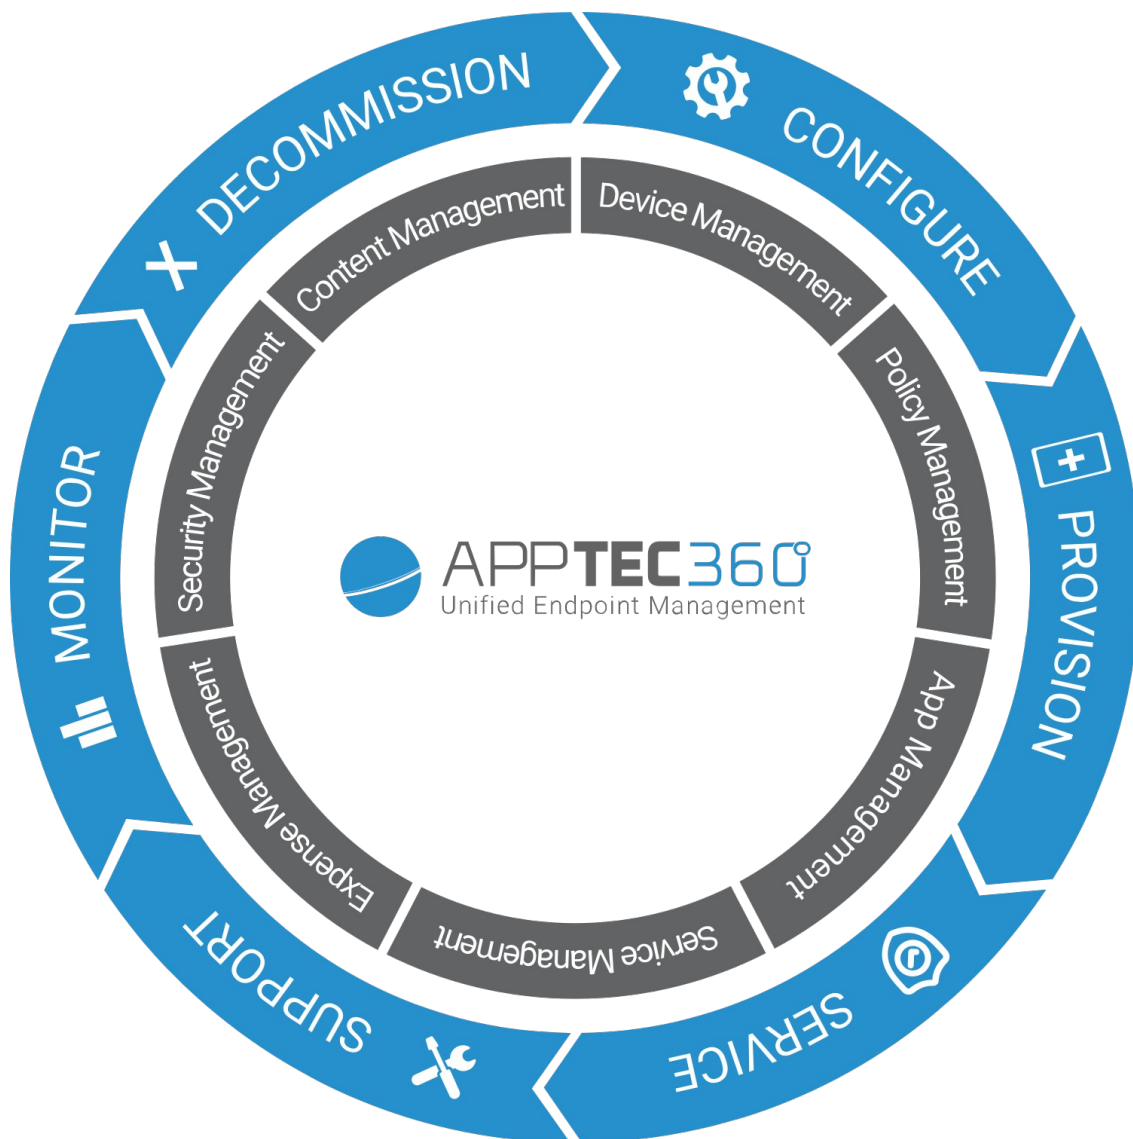 CONFIGURE
PROVISION
SERVICE
SUPPORT
MONITOR
DECOMMISSION
Device Management
Policy Management
App Management
Service Management
Expense Management
Security Management
Content Management
APPTEC360°
Unified Endpoint Management